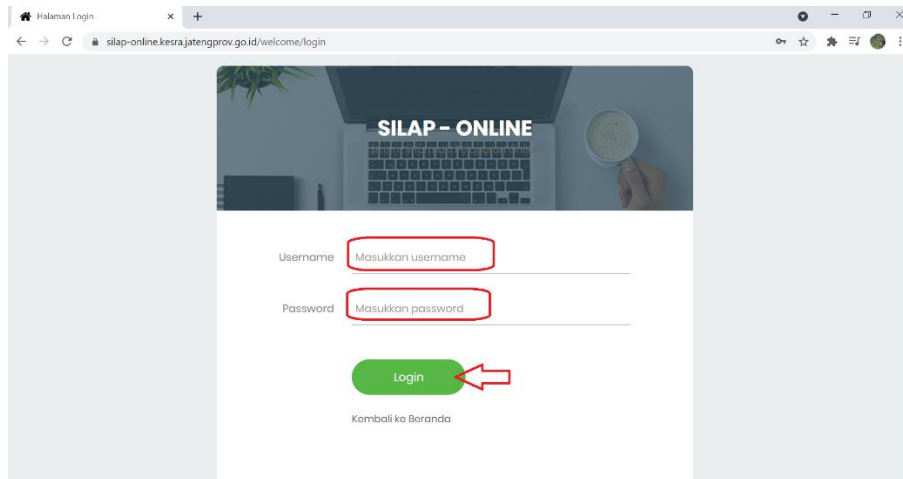 Halaman Login
silap-online.kesra.jatengprov.go.id/welcome/login
SILAP - ONLINE
Username Masukkan username
Password Masukkan password
Login
Kembali ke Beranda